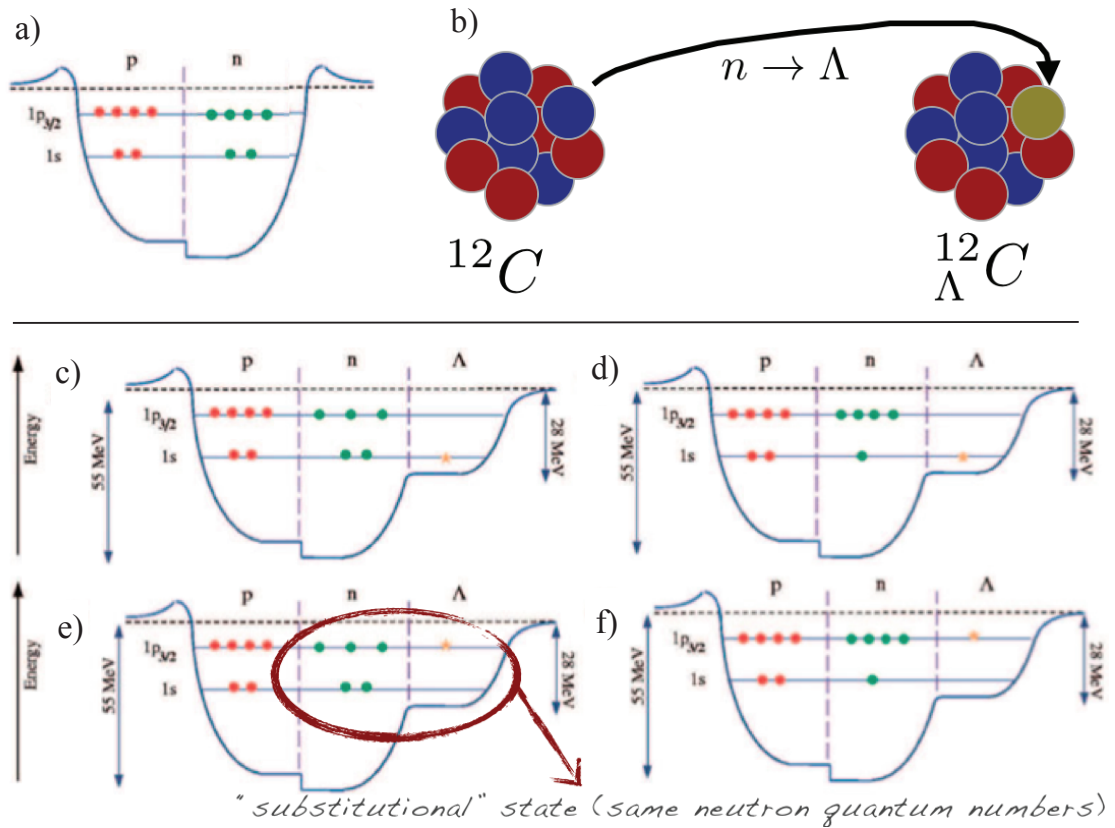 a)
p n
1p3/2
1s
b)
n → Λ
12C
12ΛC
c)
p n Λ
Energy
55 MeV
1p3/2
1s
28 MeV
d)
p n Λ
55 MeV
1p3/2
1s
28 MeV
e)
p n Λ
Energy
55 MeV
1p3/2
1s
28 MeV
f)
p n Λ
55 MeV
1p3/2
1s
28 MeV
"substitutional" state (same neutron quantum numbers)